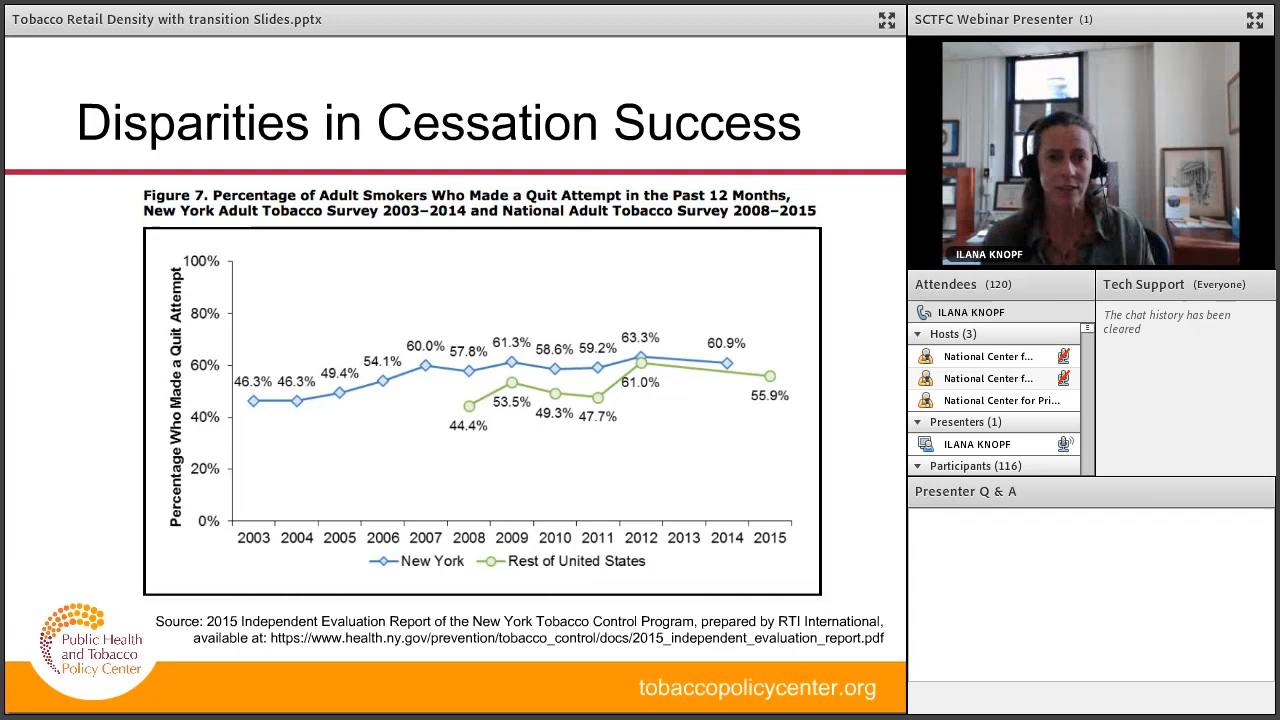 Tobacco Retail Density with transition Slides.pptx
Disparities in Cessation Success
Figure 7. Percentage of Adult Smokers Who Made a Quit Attempt in the Past 12 Months,
New York Adult Tobacco Survey 2003–2014 and National Adult Tobacco Survey 2008–2015
Percentage Who Made a Quit Attempt
100%
80%
60%
40%
20%
0%
46.3% 46.3% 49.4% 54.1% 60.0% 57.8% 61.3% 58.6% 59.2% 63.3% 60.9%
44.4% 53.5% 49.3% 47.7% 61.0% 55.9%
2003 2004 2005 2006 2007 2008 2009 2010 2011 2012 2013 2014 2015
New York Rest of United States
Source: 2015 Independent Evaluation Report of the New York Tobacco Control Program, prepared by RTI International,
available at: https://www.health.ny.gov/prevention/tobacco_control/docs/2015_independent_evaluation_report.pdf
Public Health
and Tobacco
Policy Center
tobaccopolicycenter.org
SCTFC Webinar Presenter (1)
ILANA KNOPF
Attendees (120)
ILANA KNOPF
Hosts (3)
National Center f...
National Center f...
National Center for Pri...
Presenters (1)
ILANA KNOPF
Participants (116)
Tech Support (Everyone)
The chat history has been
cleared
Presenter Q & A